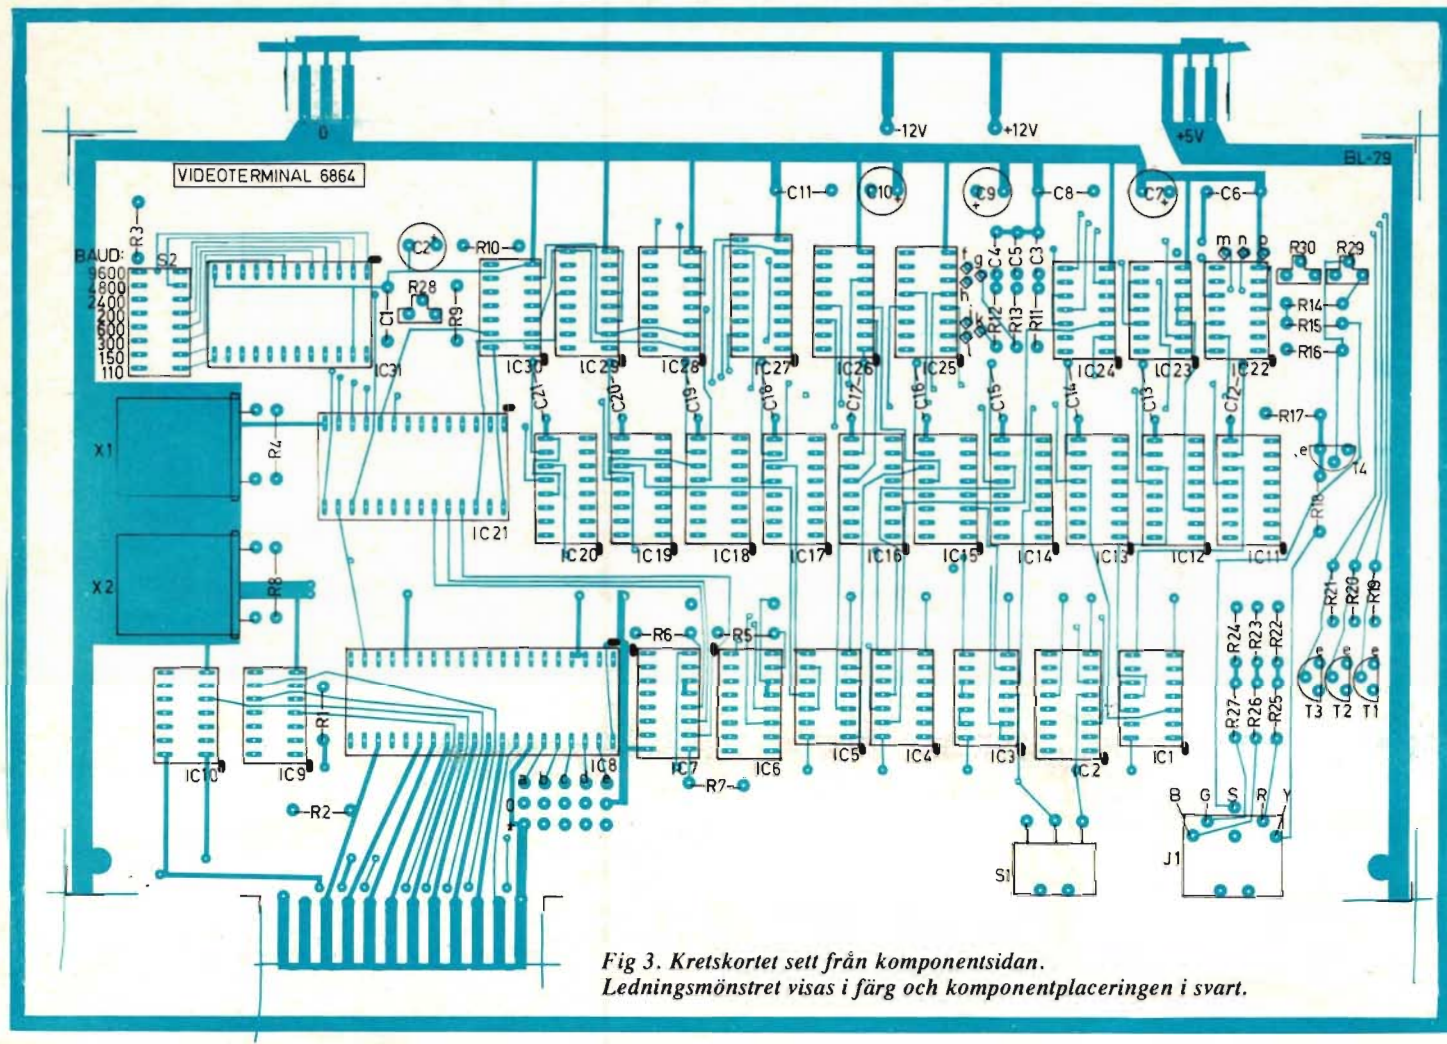 0
-12V
+12V
+5V
BL-79
VIDEOTERMINAL 6864
C11
C10
+
C9
+
C8
C7
+
C6
R3
BAUD:
S2
9600
4800
2400
200
600
300
150
110
C2
+
R10
R28
C1
R9
C4
C5
C3
f
g
h
i
k
l
R12
R13
R11
m
n
p
R30
R29
R14
R15
R16
IC31
IC30
IC29
IC28
IC27
IC26
IC25
IC24
IC23
IC22
C21
C20
C19
C18
C17
C16
C15
C14
C13
C12
R17
X1
R4
e
T4
R18
IC21
IC20
IC19
IC18
IC17
IC16
IC15
IC14
IC13
IC12
IC11
X2
R8
R6
R5
R21
R20
R19
R24
R23
R22
R27
R26
R25
e
e
e
T3
T2
T1
R1
IC10
IC9
IC8
IC7
IC6
IC5
IC4
IC3
IC2
IC1
R7
R2
a
b
c
d
e
0
+
B
G
S
R
Y
S1
J1
Fig 3. Kretskortet sett från komponentsidan.
Ledningsmönstret visas i färg och komponentplaceringen i svart.